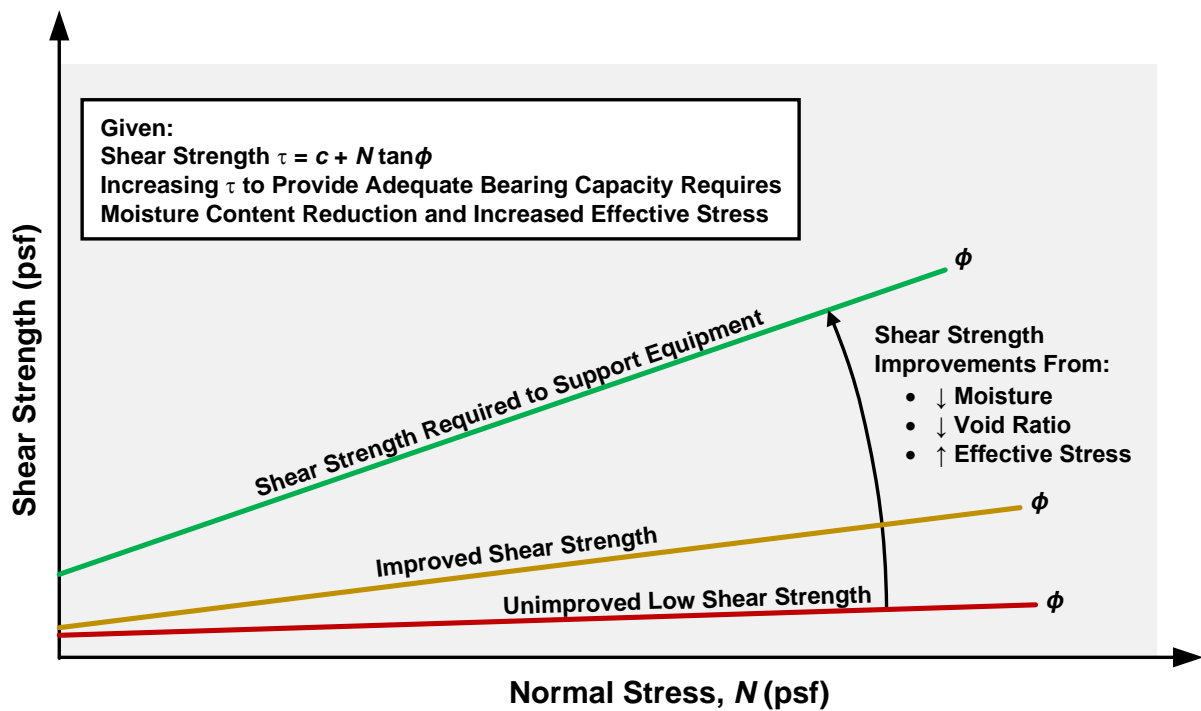 Given:
Shear Strength τ = c + N tanϕ
Increasing τ to Provide Adequate Bearing Capacity Requires
Moisture Content Reduction and Increased Effective Stress
ϕ
Shear Strength Required to Support Equipment
Shear Strength
Improvements From:
• ↓ Moisture
• ↓ Void Ratio
• ↑ Effective Stress
ϕ
Improved Shear Strength
Unimproved Low Shear Strength
ϕ
Shear Strength (psf)
Normal Stress, N (psf)